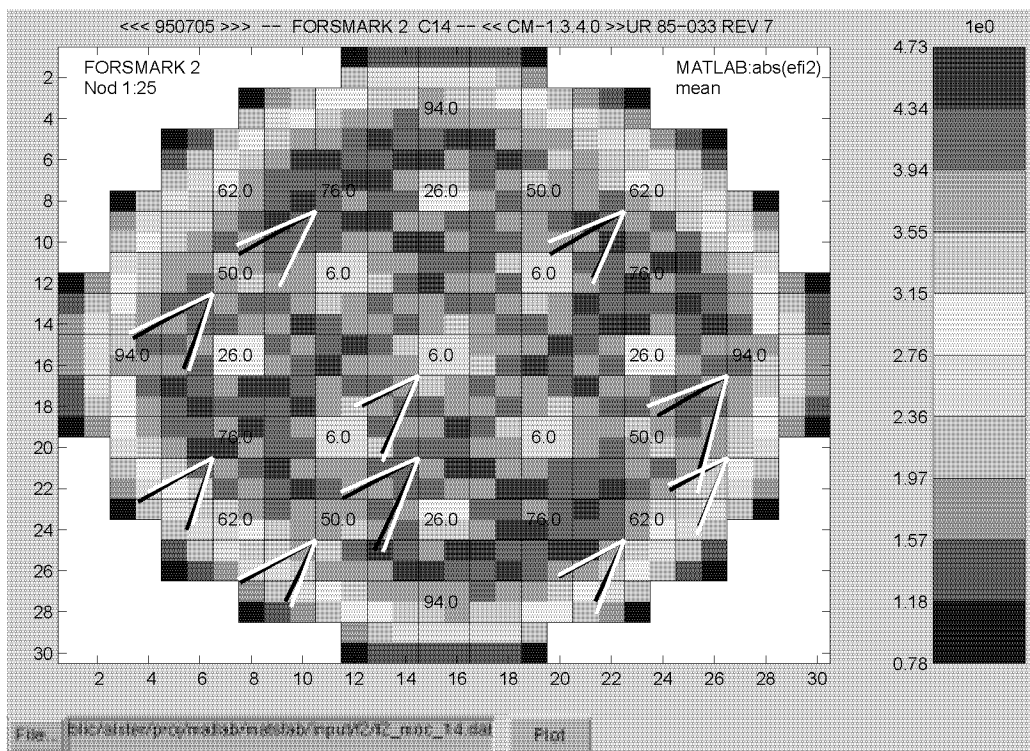 <<< 950705 >>> -- FORSMARK 2 C14 -- << CM-1.3.4.0 >>UR 85-033 REV 7
1e0
FORSMARK 2
Nod 1:25
MATLAB:abs(efi2)
mean
94.0
62.0 76.0 26.0 50.0 62.0
50.0 6.0 6.0 76.0
94.0 26.0 6.0 26.0 94.0
76.0 6.0 6.0 50.0
62.0 50.0 26.0 76.0 62.0
94.0
2
4
6
8
10
12
14
16
18
20
22
24
26
28
30
2 4 6 8 10 12 14 16 18 20 22 24 26 28 30
4.73
4.34
3.94
3.55
3.15
2.76
2.36
1.97
1.57
1.18
0.78
File...
Plot